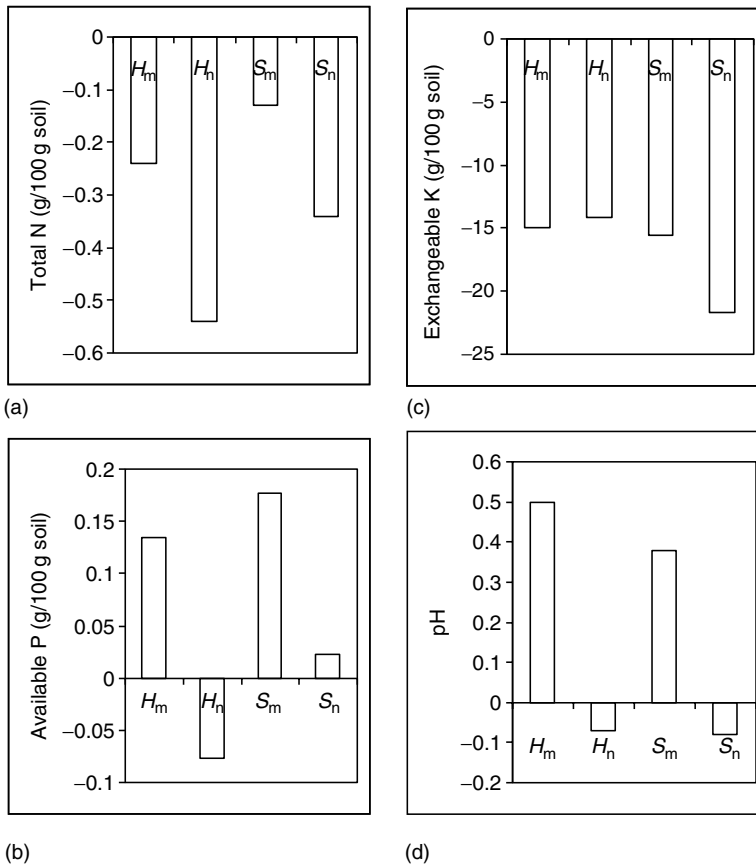 Total N (g/100 g soil)
0
−0.1
−0.2
−0.3
−0.4
−0.5
−0.6
Hm Hn Sm Sn
(a)
Exchangeable K (g/100 g soil)
0
−5
−10
−15
−20
−25
Hm Hn Sm Sn
(c)
Available P (g/100 g soil)
0.2
0.15
0.1
0.05
0
−0.05
−0.1
Hm Hn Sm Sn
(b)
pH
0.6
0.5
0.4
0.3
0.2
0.1
0
−0.1
−0.2
Hm Hn Sm Sn
(d)